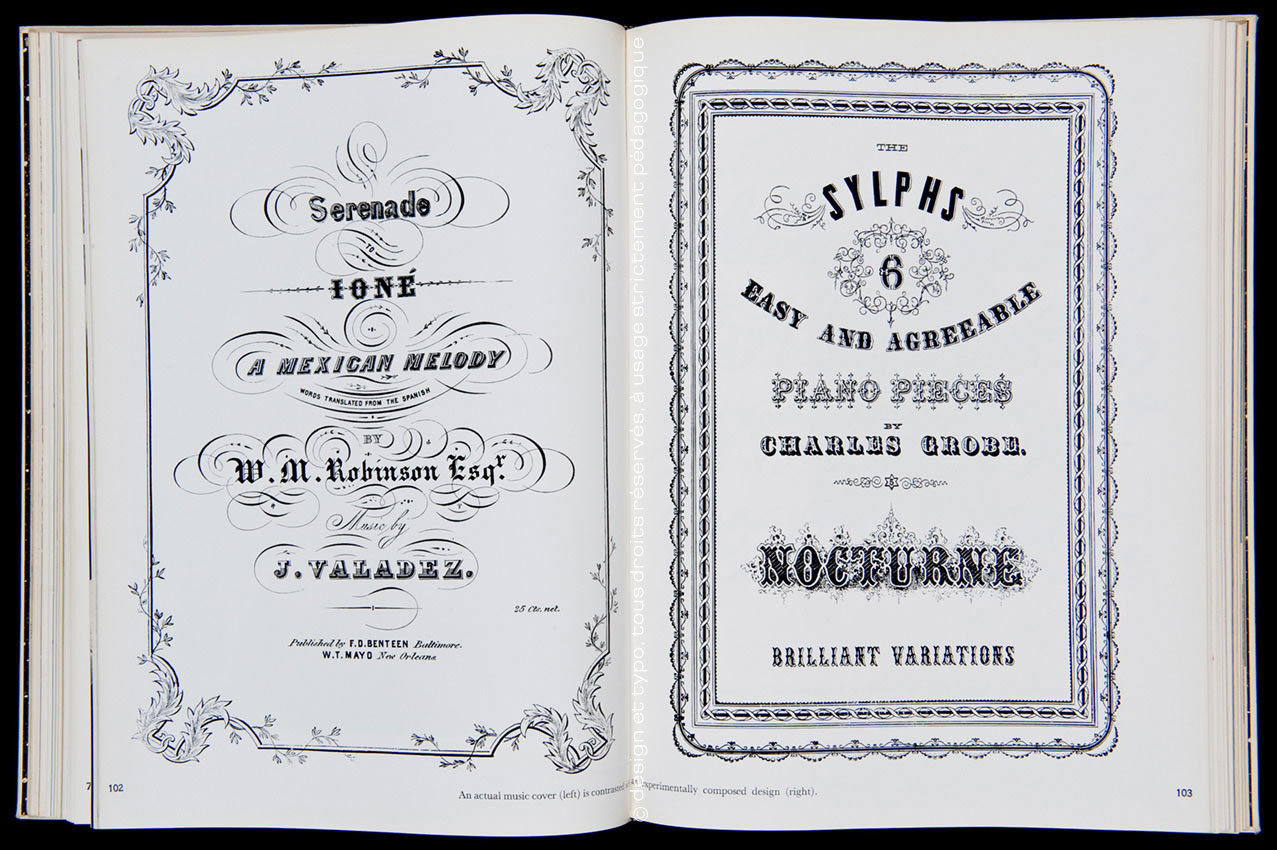 Serenade
TO
IONÉ
A MEXICAN MELODY
WORDS TRANSLATED FROM THE SPANISH
BY
W. M. Robinson Esqr.
Music by
J. VALADEZ.
25 Cts. net.
Published by F. D. BENTEEN Baltimore.
W. T. MAYO New Orleans.
7
102
An actual music cover (left) is contrasted experimentally composed design (right).
© design et typo, tous droits réservés, à usage strictement pédagogique
THE
SYLPHS
6
EASY AND AGREEABLE
PIANO PIECES
BY
CHARLES GROBE.
NOCTURNE
BRILLIANT VARIATIONS
103